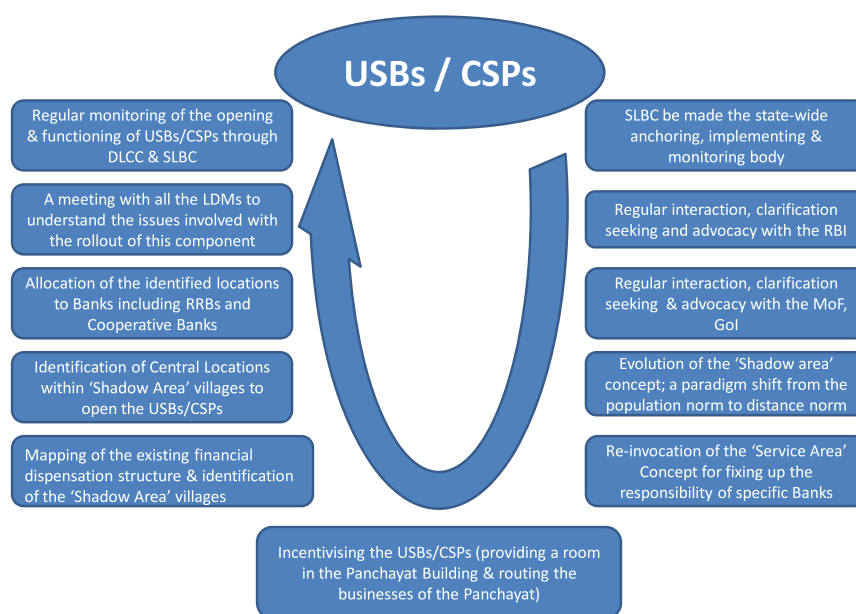 USBs / CSPs
Regular monitoring of the opening
& functioning of USBs/CSPs through
DLCC & SLBC
A meeting with all the LDMs to
understand the issues involved with
the rollout of this component
Allocation of the identified locations
to Banks including RRBs and
Cooperative Banks
Identification of Central Locations
within ‘Shadow Area’ villages to
open the USBs/CSPs
Mapping of the existing financial
dispensation structure & identification
of the ‘Shadow Area’ villages
SLBC be made the state-wide
anchoring, implementing &
monitoring body
Regular interaction, clarification
seeking and advocacy with the RBI
Regular interaction, clarification
seeking & advocacy with the MoF,
GoI
Evolution of the ‘Shadow area’
concept; a paradigm shift from the
population norm to distance norm
Re-invocation of the ‘Service Area’
Concept for fixing up the
responsibility of specific Banks
Incentivising the USBs/CSPs (providing a room
in the Panchayat Building & routing the
businesses of the Panchayat)